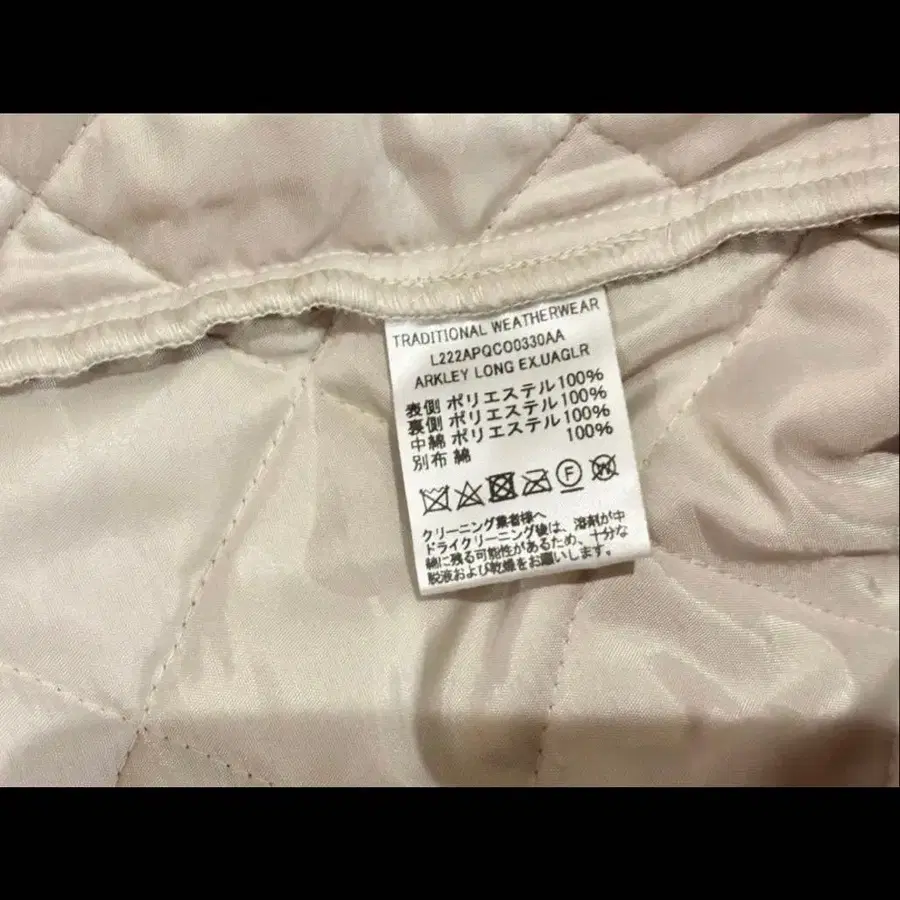 TRADITIONAL WEATHERWEAR
L222APQCO0330AA
ARKLEY LONG EX.UAGLR
表側 ポリエステル100%
裏側 ポリエステル100%
中綿 ポリエステル100%
別布 綿 100%
F
W
クリーニング業者様へ
ドライクリーニング後は、溶剤が中
綿に残る可能性があるため、十分な
脱液および乾燥をお願いします。